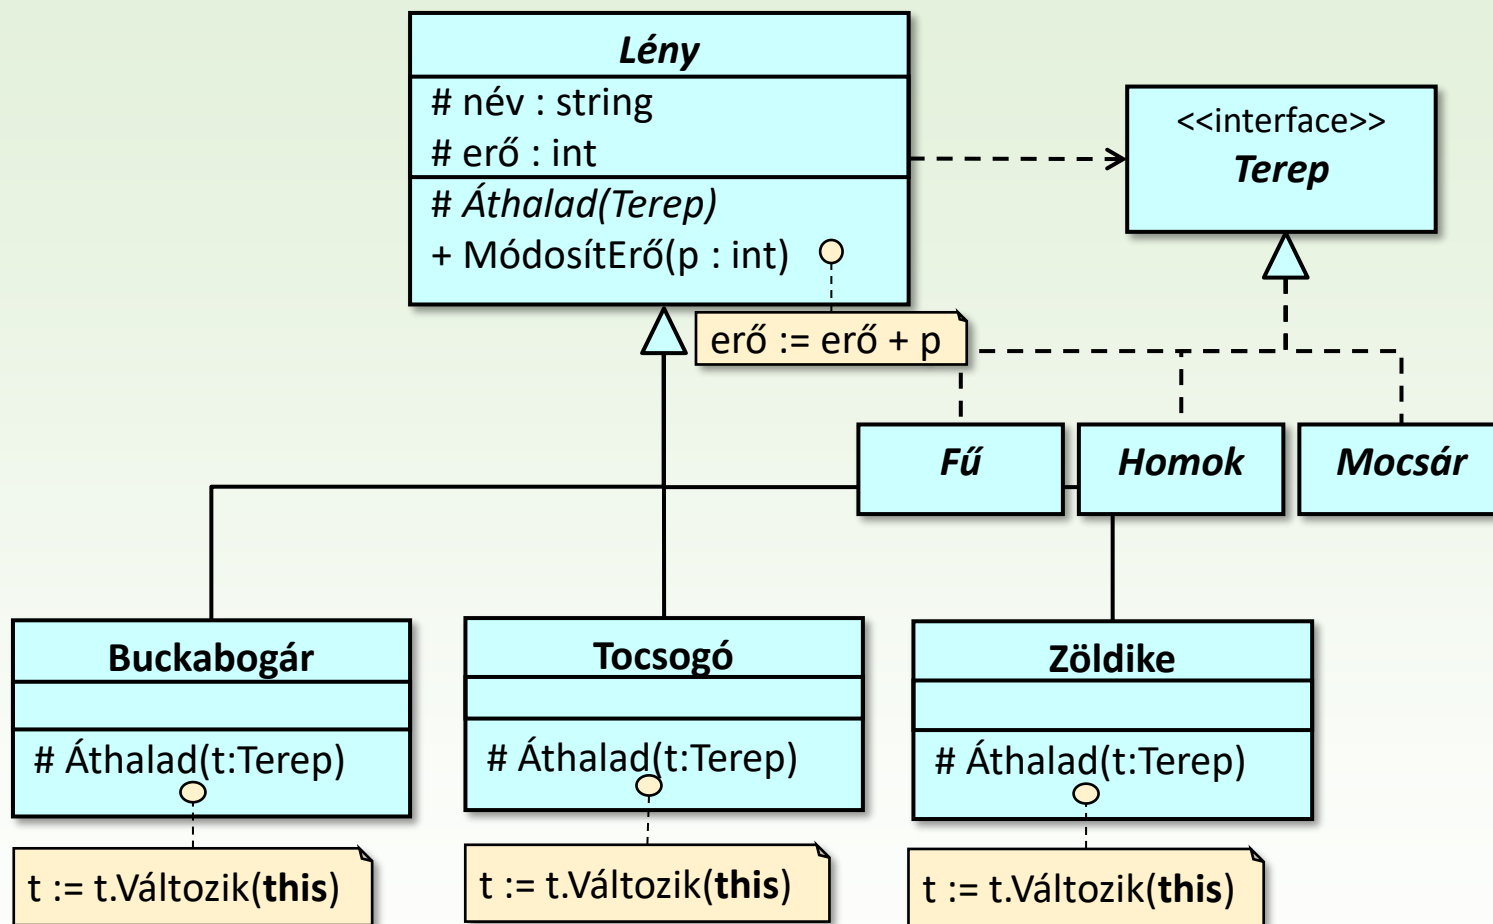 Lény
# név : string
# erő : int
# Áthalad(Terep)
+ MódosítErő(p : int)
erő := erő + p
<<interface>>
Terep
Fű
Homok
Mocsár
Buckabogár
# Áthalad(t:Terep)
t := t.Változik(this)
Tocsogó
# Áthalad(t:Terep)
t := t.Változik(this)
Zöldike
# Áthalad(t:Terep)
t := t.Változik(this)